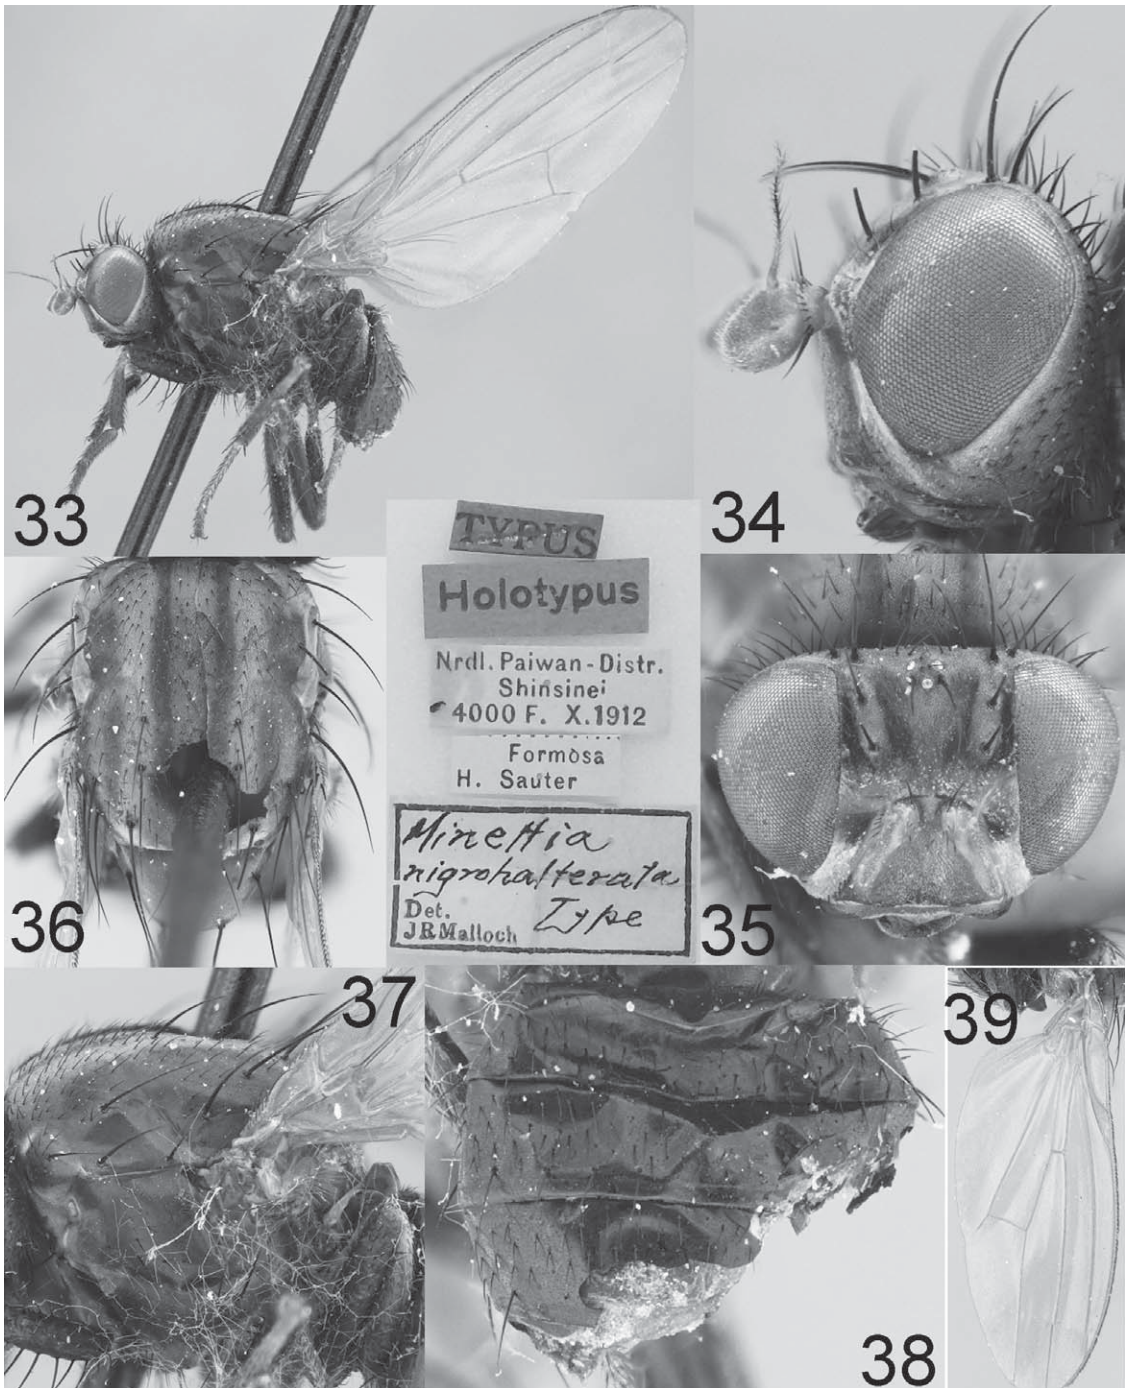 33
34
TYPUS
Holotypus
Nrdl. Paiwan-Distr.
Shinsinei
4000 F. X.1912
Formosa
H. Sauter
Minettia
nigrohalterata
Type
Det.
JRMalloch
36
35
37
38
39